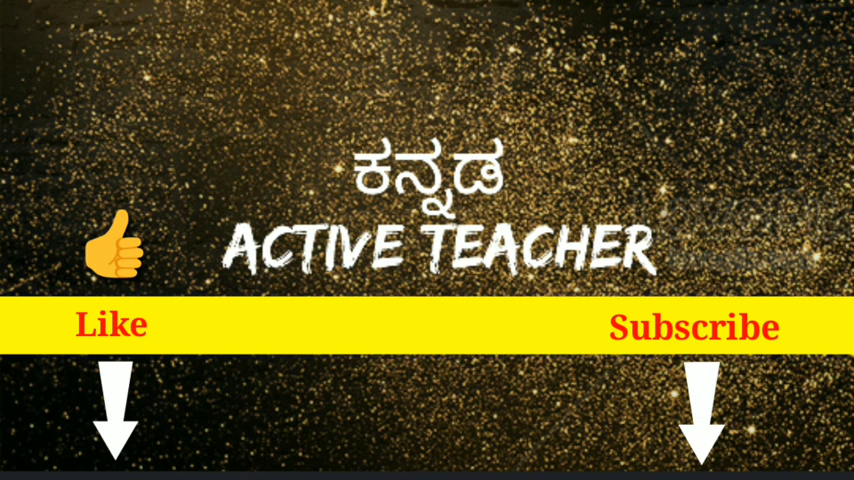 ಕನ್ನಡ
ACTIVE TEACHER
Like
Subscribe